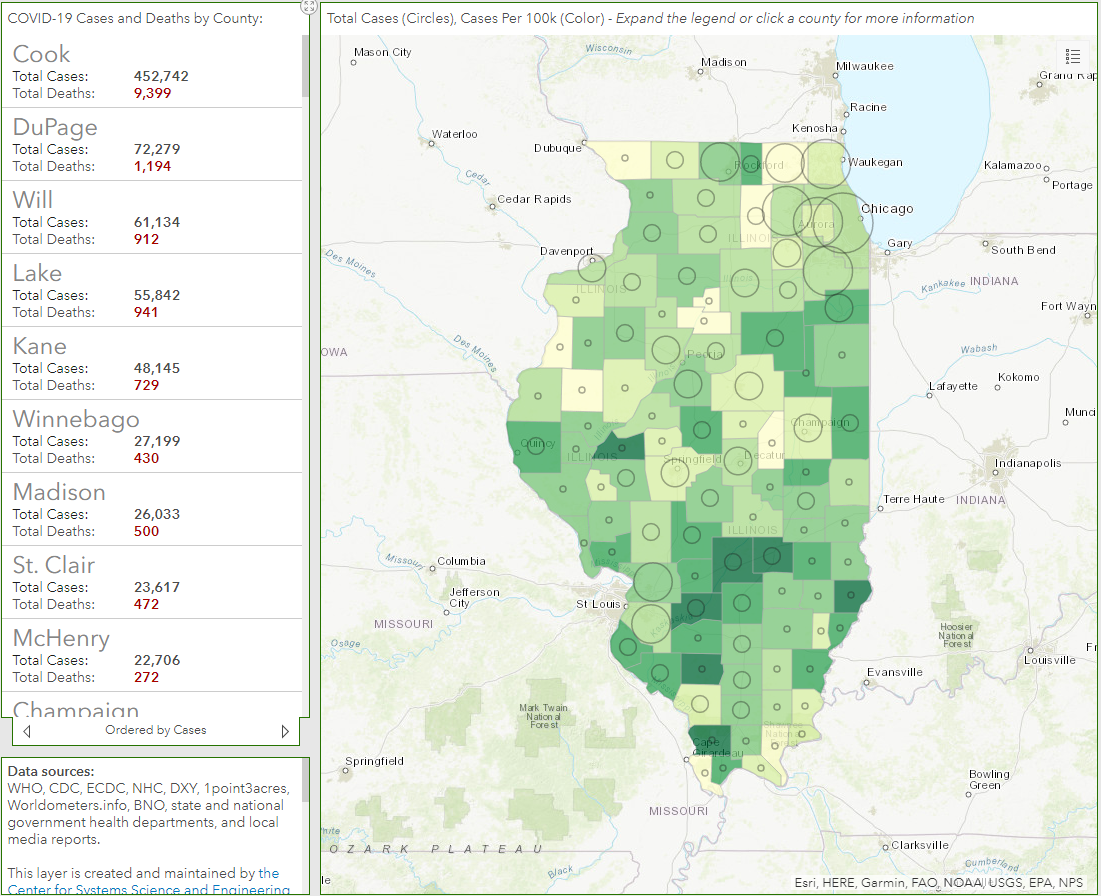 COVID-19 Cases and Deaths by County:
Cook
Total Cases: 452,742
Total Deaths: 9,399
DuPage
Total Cases: 72,279
Total Deaths: 1,194
Will
Total Cases: 61,134
Total Deaths: 912
Lake
Total Cases: 55,842
Total Deaths: 941
Kane
Total Cases: 48,145
Total Deaths: 729
Winnebago
Total Cases: 27,199
Total Deaths: 430
Madison
Total Cases: 26,033
Total Deaths: 500
St. Clair
Total Cases: 23,617
Total Deaths: 472
McHenry
Total Cases: 22,706
Total Deaths: 272
Champaign
Ordered by Cases
Data sources:
WHO, CDC, ECDC, NHC, DXY, 1point3acres,
Worldometers.info, BNO, state and national
government health departments, and local
media reports.
This layer is created and maintained by the
Center for Systems Science and Engineering
Total Cases (Circles), Cases Per 100k (Color) - Expand the legend or click a county for more information
Mason City
Wisconsin
Madison
Milwaukee
Grand Rap
Racine
Kenosha
Waterloo
Dubuque
Rockford
Waukegan
Kalamazoo
Portage
Cedar
Cedar Rapids
Chicago
Aurora
ILLINOIS
Davenport
Gary
South Bend
Des Moines
Kankakee
INDIANA
ILLINOIS
Illinois
Fort Wayn
Des Moines
OWA
Peoria
Wabash
Kokomo
Lafayette
Munci
Champaign
Quincy
ILLINOIS
Springfield
Decatur
Indianapolis
Terre Haute
INDIANA
ILLINOIS
Missouri
Columbia
Jefferson
City
St Louis
Kaskaskia
MISSOURI
Osage
Hoosier
National
Forest
Fr
Louisville
Evansville
Mark Twain
National
Forest
Shawnee
National
Forest
Cape
Girardeau
Springfield
Bowling
Green
MISSOURI
hite
OZARK PLATEAU
Clarksville
Black
Cumberland
le
Esri, HERE, Garmin, FAO, NOAA, USGS, EPA, NPS